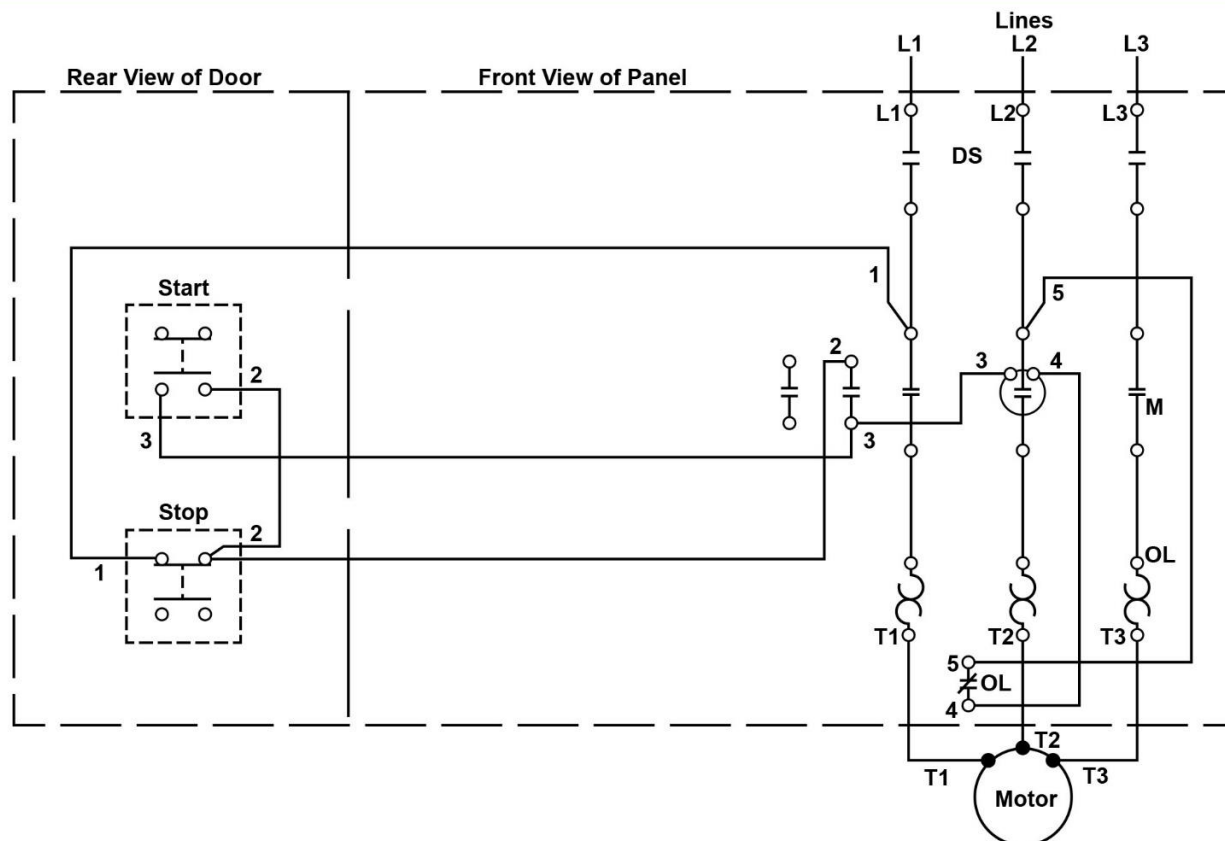 Lines
L1 L2 L3
Rear View of Door Front View of Panel
L1 L2 L3
DS
1 5
Start
2 3 4
2
M
3 3
Stop
2
1 OL
T1 T2 T3
5
OL
4
T2
T1 T3
Motor